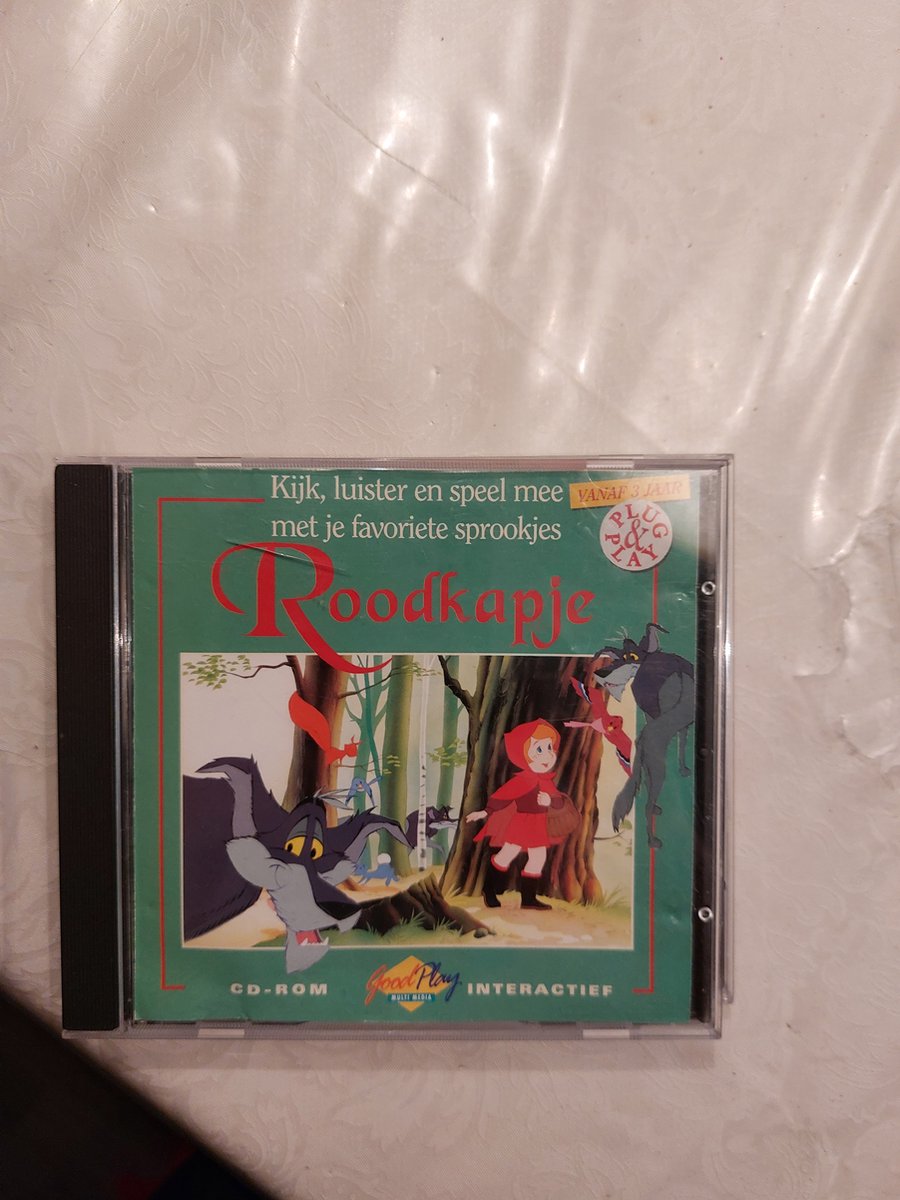 Kijk, luister en speel mee
met je favoriete sprookjes
VANAF 3 JAAR
PLUG
&
PLAY
Roodkapje
CD-ROM
Good Play
MULTI MEDIA
INTERACTIEF